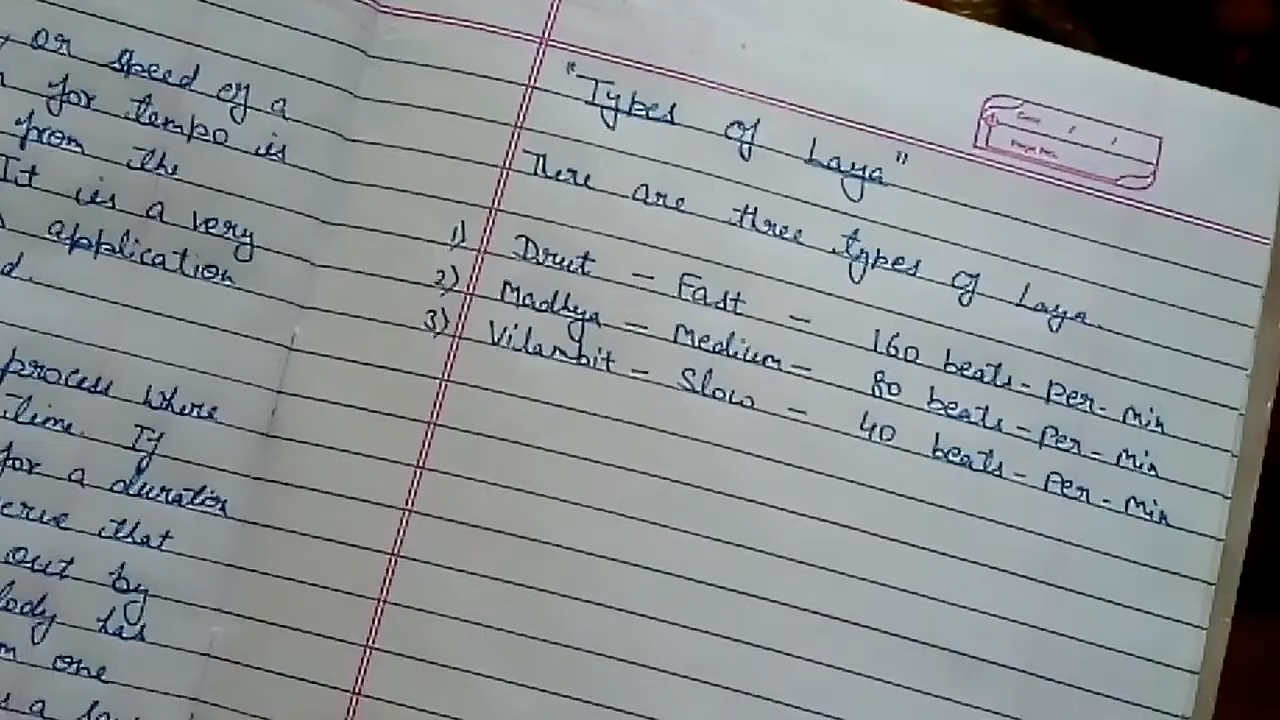 or speed of a
for tempo is
from the
It is a very
application
d.
process where
time. If
for a duration
erve that
out by
lody has
one
a
"Types of Laya"
There are three types of Laya.
1) Drut - Fast - 160 beats-per-min
2) Madhya - Medium - 80 beats-per-min
3) Vilambit - Slow - 40 beats-per-min